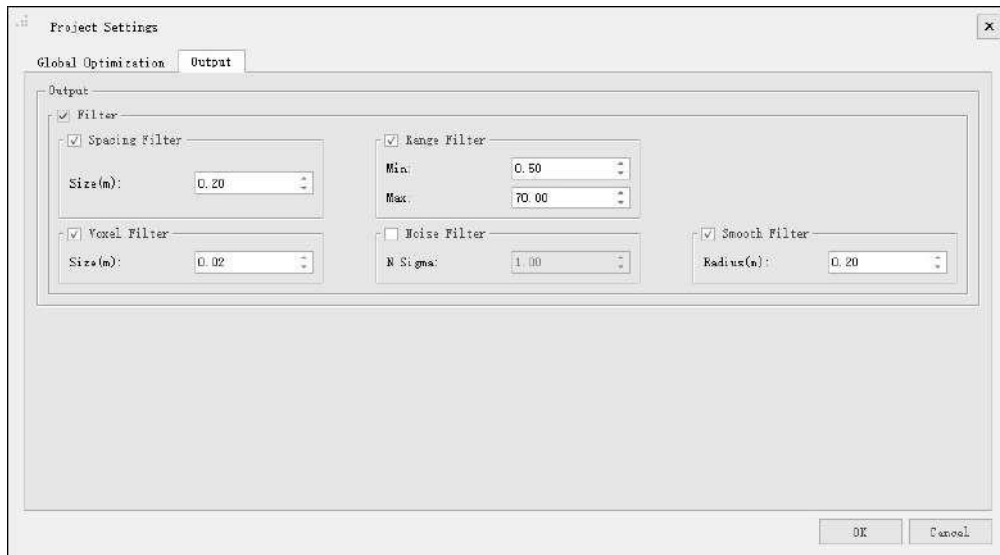 Project Settings
Global Optimization Output
Output
Filter
Spacing Filter
Size(m): 0.20
Range Filter
Min: 0.50
Max: 70.00
Voxel Filter
Size(m): 0.02
Noise Filter
N Sigma: 1.00
Smooth Filter
Radius(m): 0.20
OK Cancel